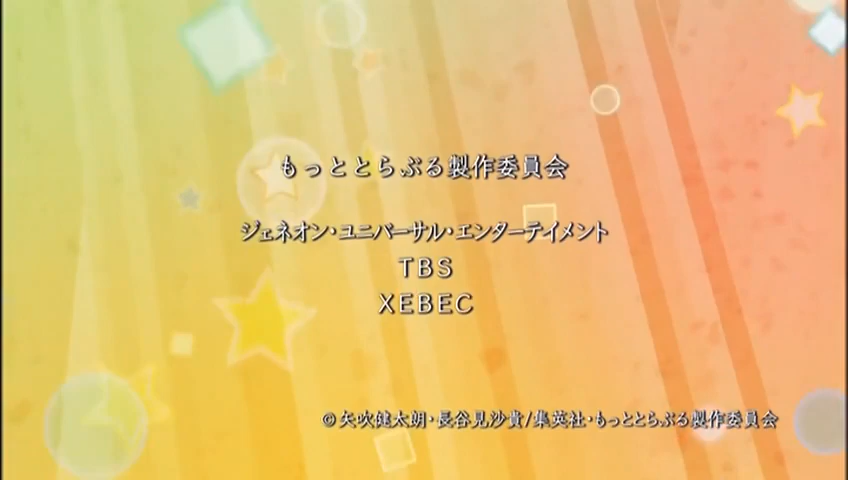 もっととらぶる製作委員会
ジェネオン・ユニバーサル・エンターテイメント
TBS
XEBEC
©矢吹健太朗・長谷見沙貴/集英社・もっととらぶる製作委員会